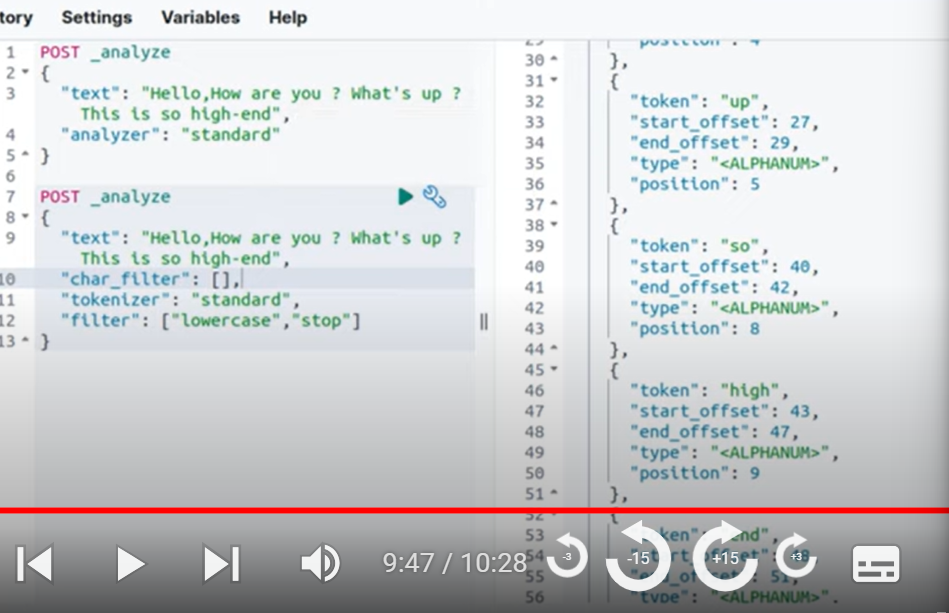 tory Settings Variables Help
1 POST _analyze
2 {
3 "text": "Hello,How are you ? What's up ?
This is so high-end",
4 "analyzer": "standard"
5 }
6
7 POST _analyze
8 {
9 "text": "Hello,How are you ? What's up ?
This is so high-end",
10 "char_filter": [],
11 "tokenizer": "standard",
12 "filter": ["lowercase","stop"]
13 }
29 "position": 4
30 },
31 {
32 "token": "up",
33 "start_offset": 27,
34 "end_offset": 29,
35 "type": "<ALPHANUM>",
36 "position": 5
37 },
38 {
39 "token": "so",
40 "start_offset": 40,
41 "end_offset": 42,
42 "type": "<ALPHANUM>",
43 "position": 8
44 },
45 {
46 "token": "high",
47 "start_offset": 43,
48 "end_offset": 47,
49 "type": "<ALPHANUM>",
50 "position": 9
51 },
52 {
53 "token": "end",
54 "start_offset": 48,
55 "end_offset": 51,
56 "type": "<ALPHANUM>",
9:47 / 10:28 -3 -15 +15 +3